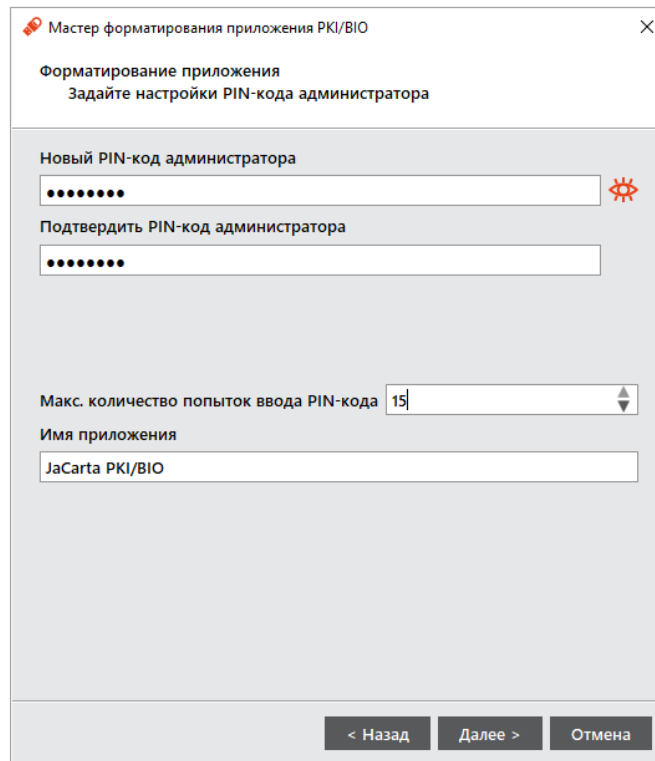 Мастер форматирования приложения PKI/BIO
Форматирование приложения
Задайте настройки PIN-кода администратора
Новый PIN-код администратора
••••••••
Подтвердить PIN-код администратора
••••••••
Макс. количество попыток ввода PIN-кода 15
Имя приложения
JaCarta PKI/BIO
< Назад Далее > Отмена